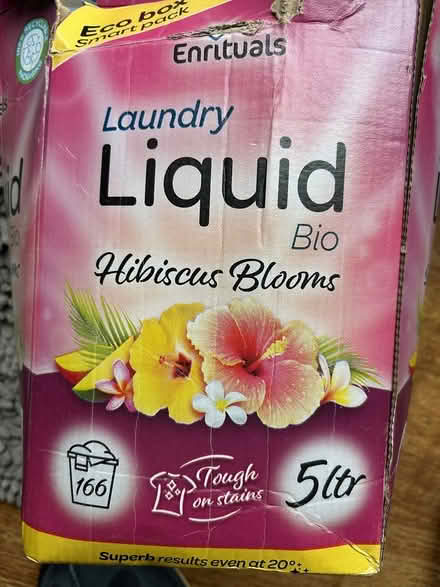 Eco box
Smart pack
Enrituals
Laundry
Liquid
Bio
Hibiscus Blooms
166
Tough
on stains
5ltr
Superb results even at 20°